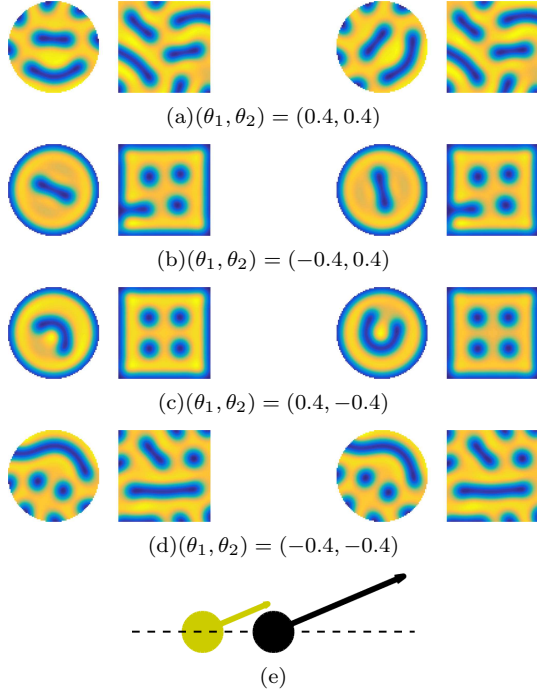 (a)(θ₁, θ₂) = (0.4, 0.4)
(b)(θ₁, θ₂) = (−0.4, 0.4)
(c)(θ₁, θ₂) = (0.4, −0.4)
(d)(θ₁, θ₂) = (−0.4, −0.4)
(e)